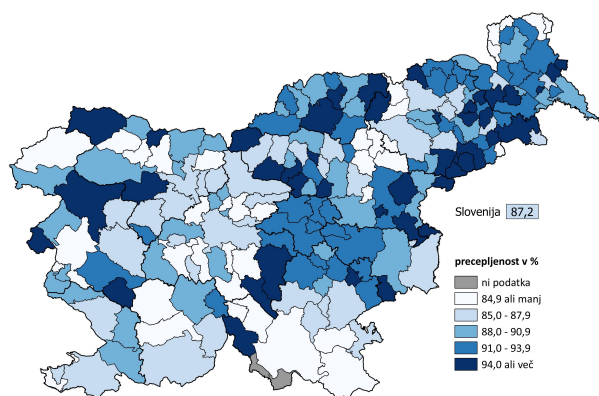 Slovenija 87,2
precepljenost v %
ni podatka
84,9 ali manj
85,0 - 87,9
88,0 - 90,9
91,0 - 93,9
94,0 ali več